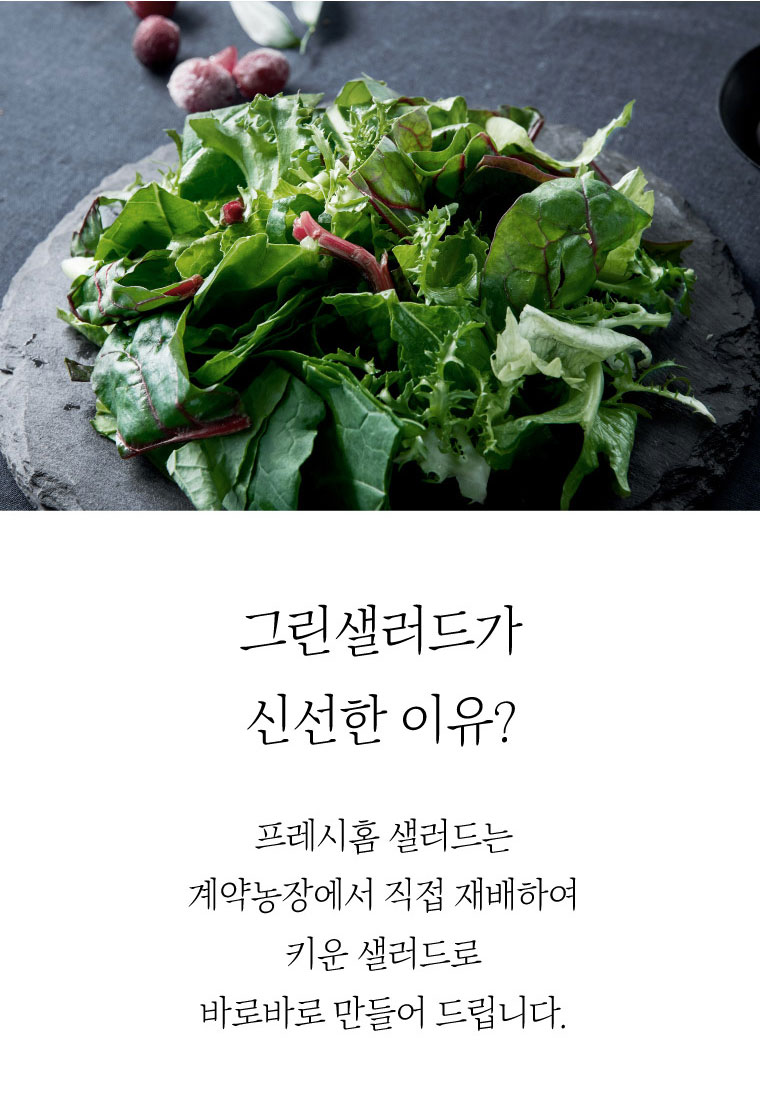 그린샐러드가
신선한 이유?
프레시홈 샐러드는
계약농장에서 직접 재배하여
키운 샐러드로
바로바로 만들어 드립니다.